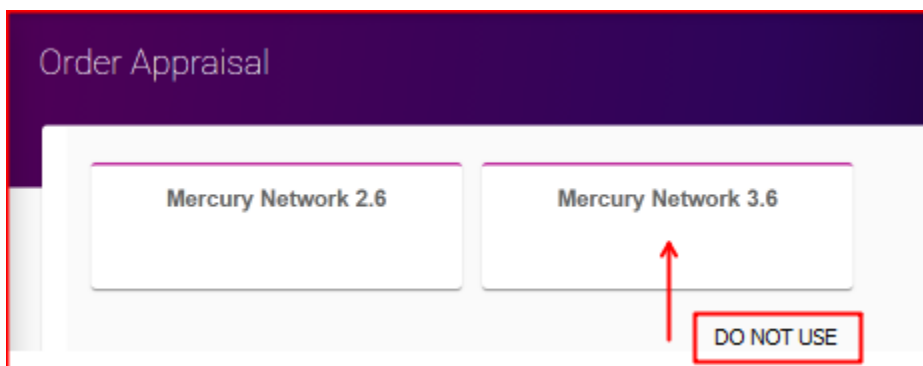 Order Appraisal
Mercury Network 2.6
Mercury Network 3.6
DO NOT USE